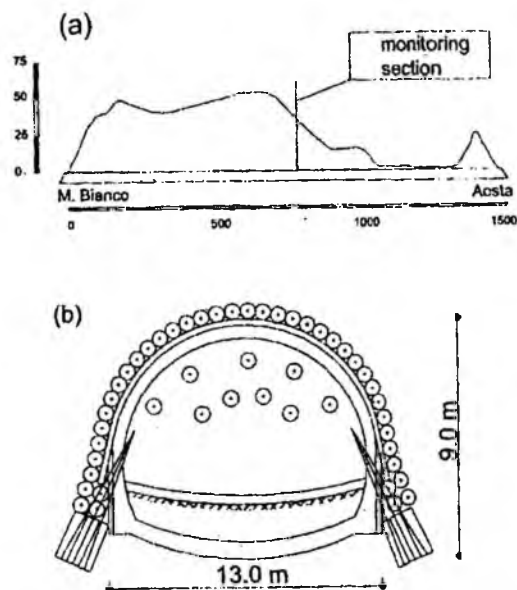 (a)
monitoring
section
75
50
25
0
M. Bianco
Aosta
0
500
1000
1500
(b)
9.0 m
13.0 m